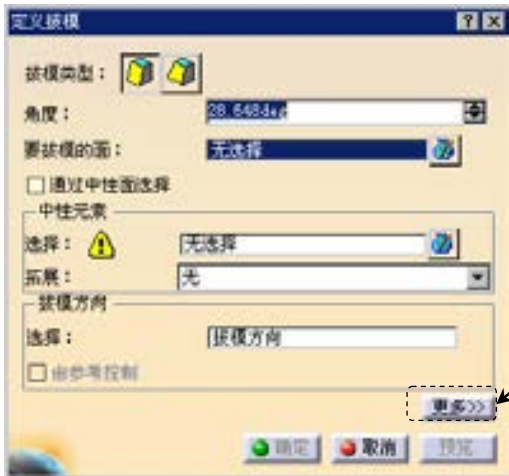 定义拔模
拔模类型：
角度： 28.648deg
要拔模的面： 无选择
通过中性面选择
中性元素
选择： 无选择
拓展： 无
拔模方向
选择： 拔模方向
由参考控制
更多>>
确定 取消 预览